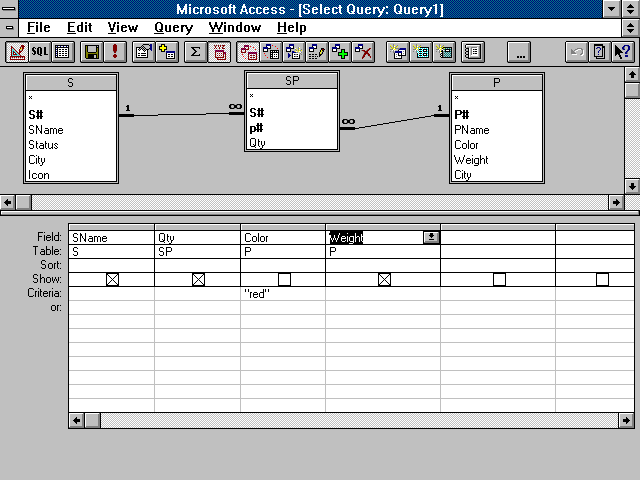 Microsoft Access - [Select Query: Query1]
File Edit View Query Window Help
SQL XYZ Σ ...
S
*
S#
SName
Status
City
Icon
1 ∞
SP
*
S#
p#
Qty
∞ 1
P
*
P#
PName
Color
Weight
City
Field: SName Qty Color Weight
Table: S SP P P
Sort:
Show:
Criteria: "red"
or: